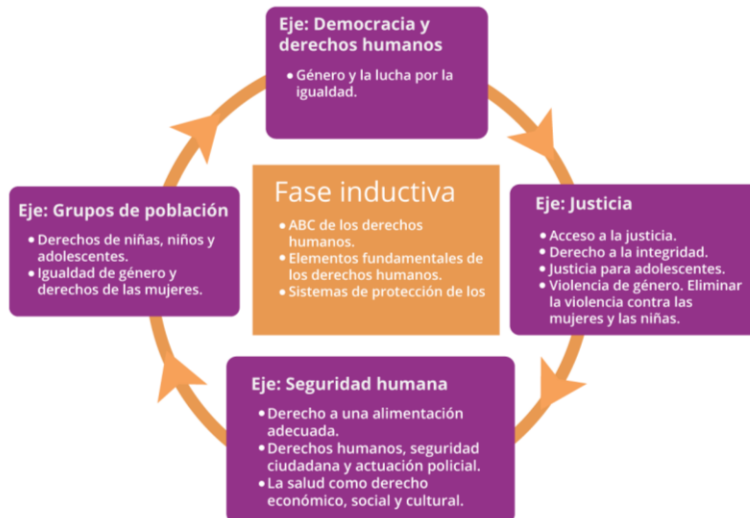 Eje: Democracia y
derechos humanos
• Género y la lucha por la
igualdad.
Eje: Grupos de población
• Derechos de niñas, niños y
adolescentes.
• Igualdad de género y
derechos de las mujeres.
Fase inductiva
• ABC de los derechos
humanos.
• Elementos fundamentales de
los derechos humanos.
• Sistemas de protección de los
Eje: Justicia
• Acceso a la justicia.
• Derecho a la integridad.
• Justicia para adolescentes.
• Violencia de género. Eliminar
la violencia contra las
mujeres y las niñas.
Eje: Seguridad humana
• Derecho a una alimentación
adecuada.
• Derechos humanos, seguridad
ciudadana y actuación policial.
• La salud como derecho
económico, social y cultural.